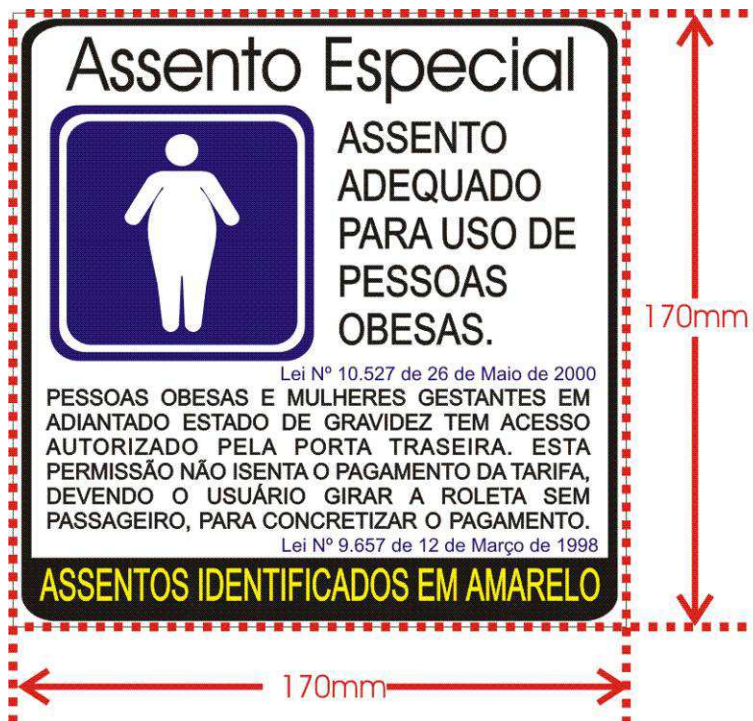 Assento Especial
ASSENTO
ADEQUADO
PARA USO DE
PESSOAS
OBESAS.
170mm
Lei Nº 10.527 de 26 de Maio de 2000
PESSOAS OBESAS E MULHERES GESTANTES EM
ADIANTADO ESTADO DE GRAVIDEZ TEM ACESSO
AUTORIZADO PELA PORTA TRASEIRA. ESTA
PERMISSÃO NÃO ISENTA O PAGAMENTO DA TARIFA,
DEVENDO O USUÁRIO GIRAR A ROLETA SEM
PASSAGEIRO, PARA CONCRETIZAR O PAGAMENTO.
Lei Nº 9.657 de 12 de Março de 1998
ASSENTOS IDENTIFICADOS EM AMARELO
170mm